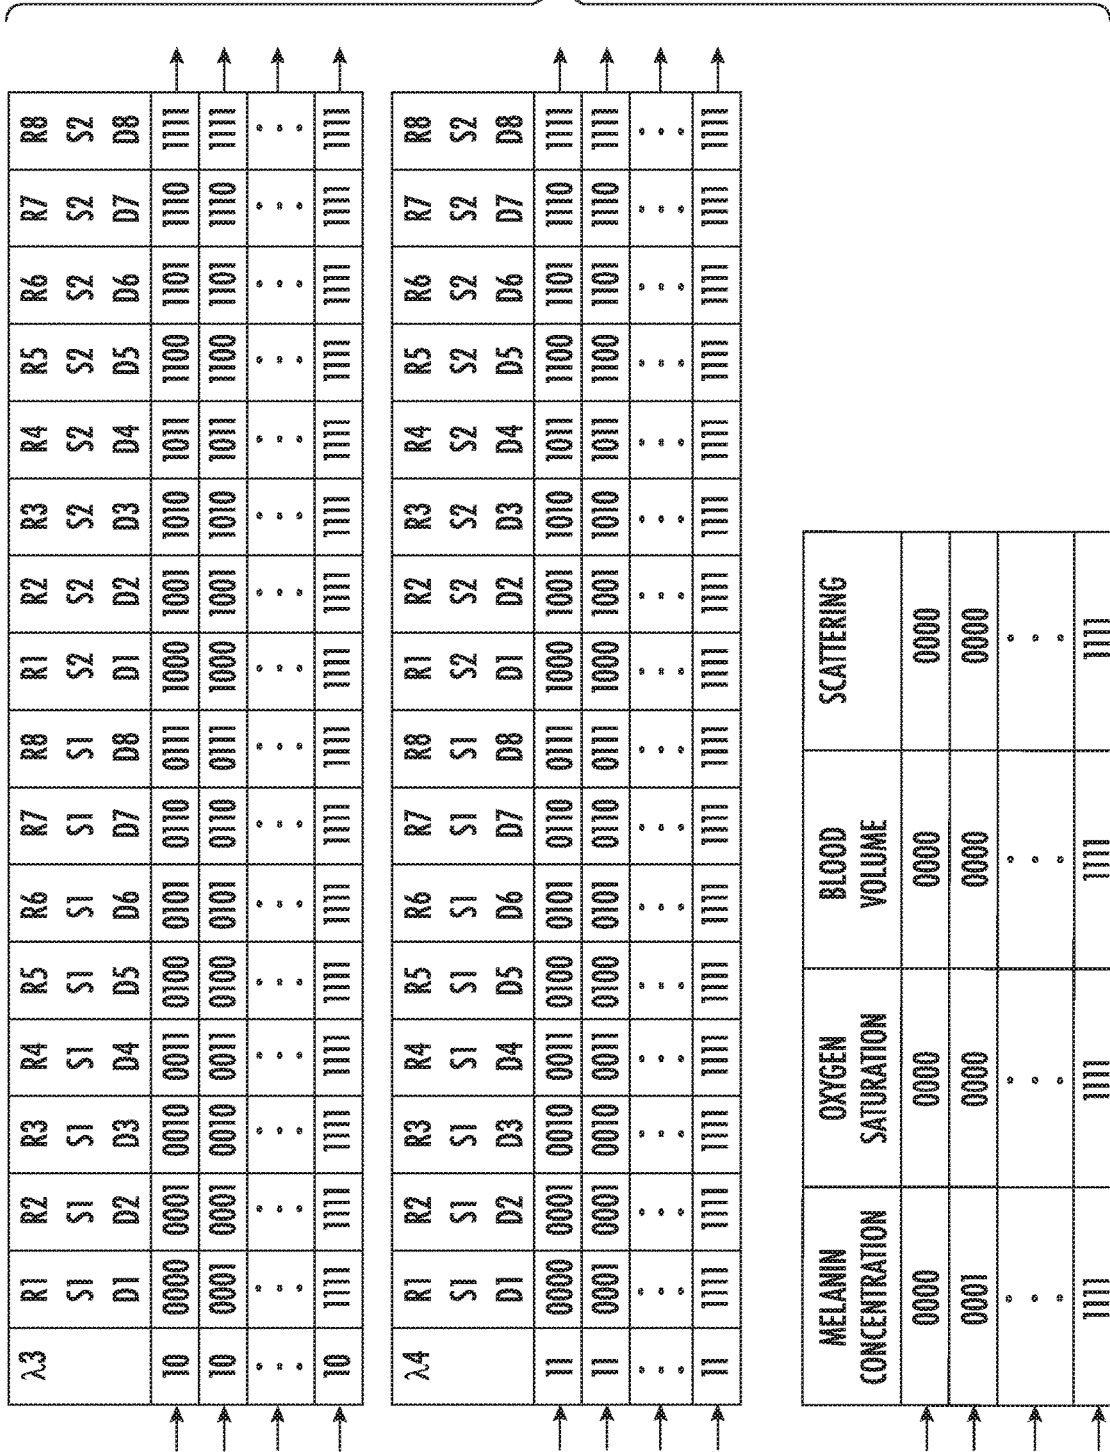 λ3 R1 R2 R3 R4 R5 R6 R7 R8 R1 R2 R3 R4 R5 R6 R7 R8
S1 S1 S1 S1 S1 S1 S1 S1 S2 S2 S2 S2 S2 S2 S2 S2
D1 D2 D3 D4 D5 D6 D7 D8 D1 D2 D3 D4 D5 D6 D7 D8
10 0000 0001 0010 0011 0100 0101 0110 0111 1000 1001 1010 1011 1100 1101 1110 1111
10 0001 0001 0010 0011 0100 0101 0110 0111 1000 1001 1010 1011 1100 1101 1110 1111
... ... ... ... ... ... ... ... ... ... ... ... ... ... ... ... ...
10 1111 1111 1111 1111 1111 1111 1111 1111 1111 1111 1111 1111 1111 1111 1111 1111
λ4 R1 R2 R3 R4 R5 R6 R7 R8 R1 R2 R3 R4 R5 R6 R7 R8
S1 S1 S1 S1 S1 S1 S1 S1 S2 S2 S2 S2 S2 S2 S2 S2
D1 D2 D3 D4 D5 D6 D7 D8 D1 D2 D3 D4 D5 D6 D7 D8
11 0000 0001 0010 0011 0100 0101 0110 0111 1000 1001 1010 1011 1100 1101 1110 1111
11 0001 0001 0010 0011 0100 0101 0110 0111 1000 1001 1010 1011 1100 1101 1110 1111
... ... ... ... ... ... ... ... ... ... ... ... ... ... ... ... ...
11 1111 1111 1111 1111 1111 1111 1111 1111 1111 1111 1111 1111 1111 1111 1111 1111
MELANIN OXYGEN BLOOD SCATTERING
CONCENTRATION SATURATION VOLUME
0000 0000 0000 0000
0001 0000 0000 0000
... ... ... ...
1111 1111 1111 1111